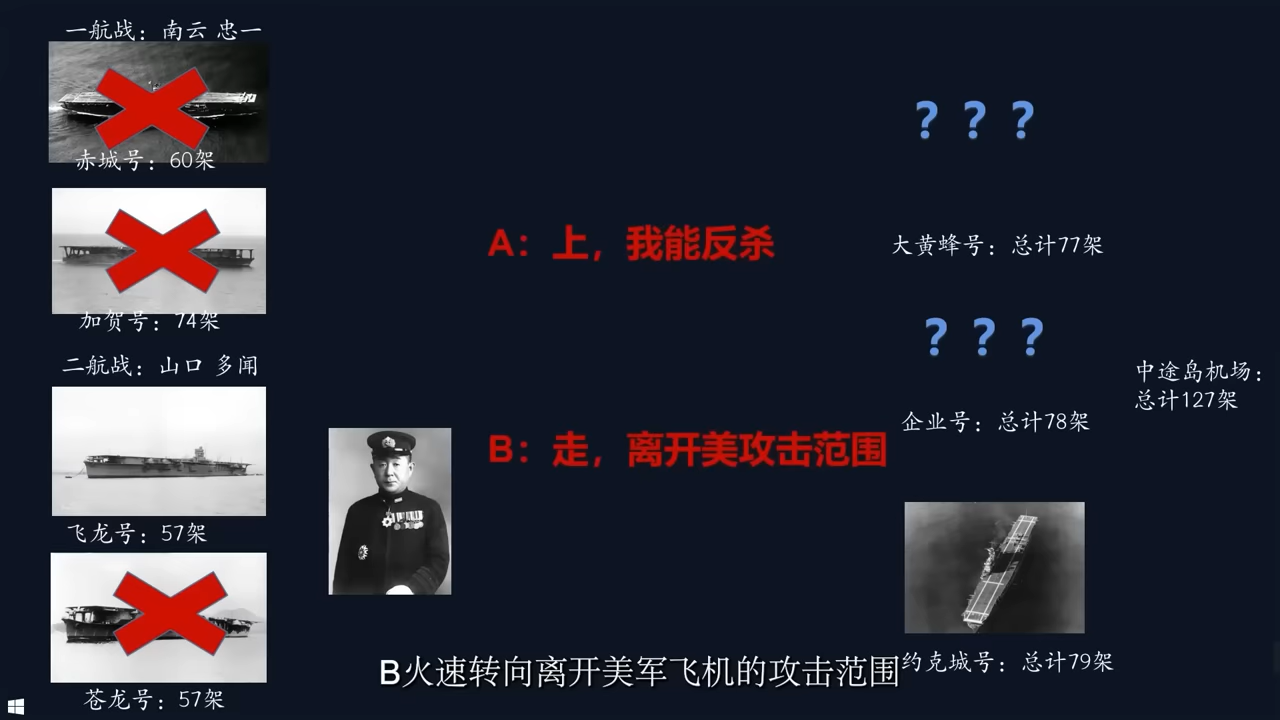 一航战：南云 忠一
赤城号：60架
加贺号：74架
二航战：山口 多闻
飞龙号：57架
苍龙号：57架
A：上，我能反杀
B：走，离开美攻击范围
？？？
大黄蜂号：总计77架
？？？
企业号：总计78架
中途岛机场：
总计127架
约克城号：总计79架
B火速转向离开美军飞机的攻击范围